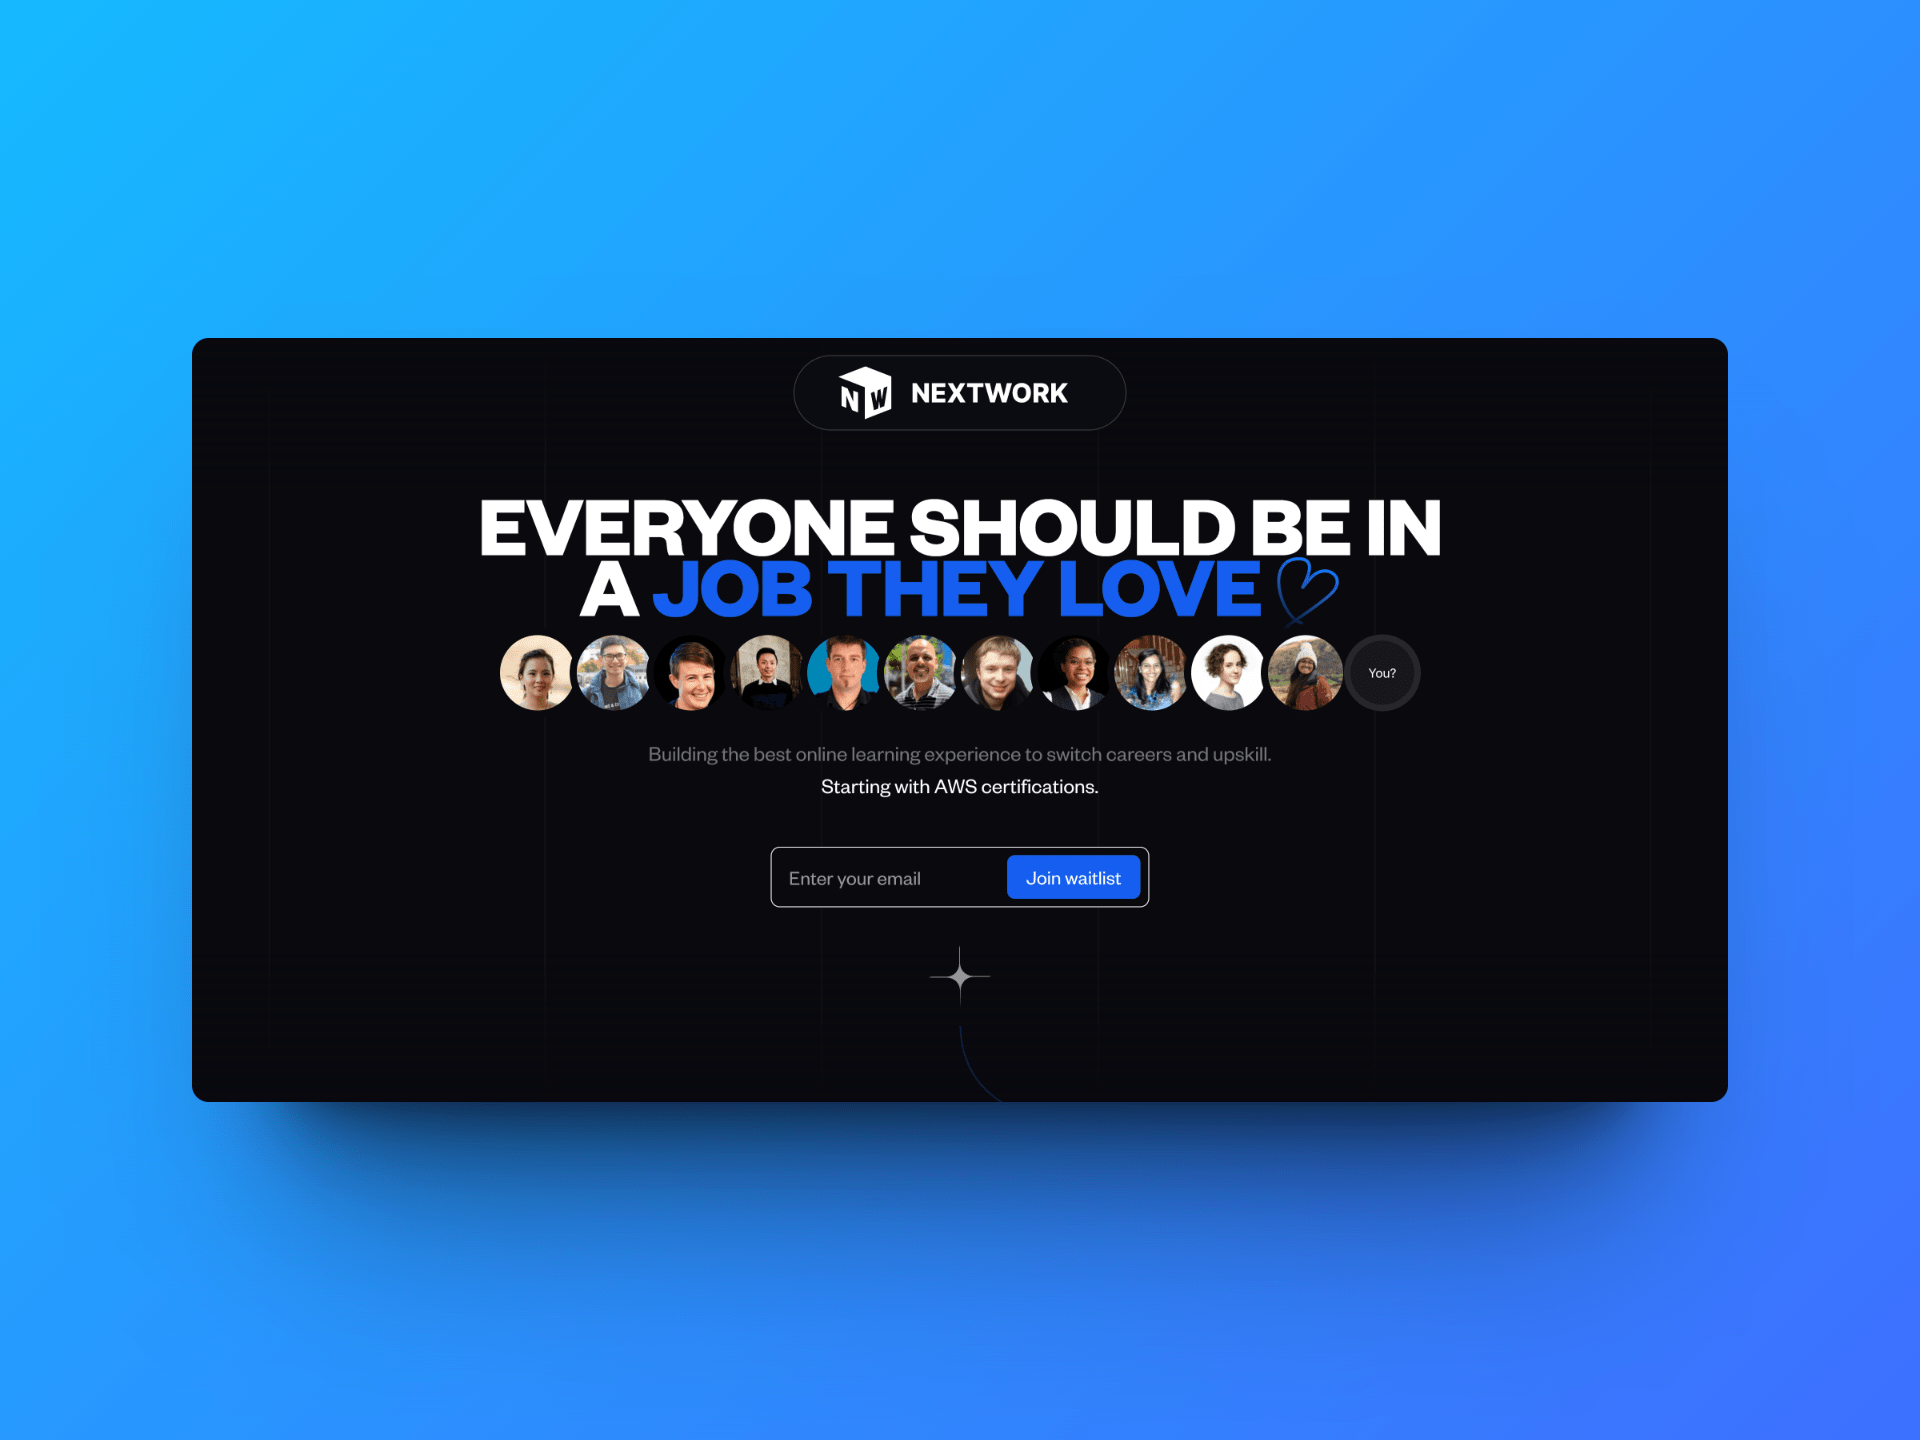 NW NEXTWORK
EVERYONE SHOULD BE IN
A JOB THEY LOVE
You?
Building the best online learning experience to switch careers and upskill.
Starting with AWS certifications.
Enter your email Join waitlist